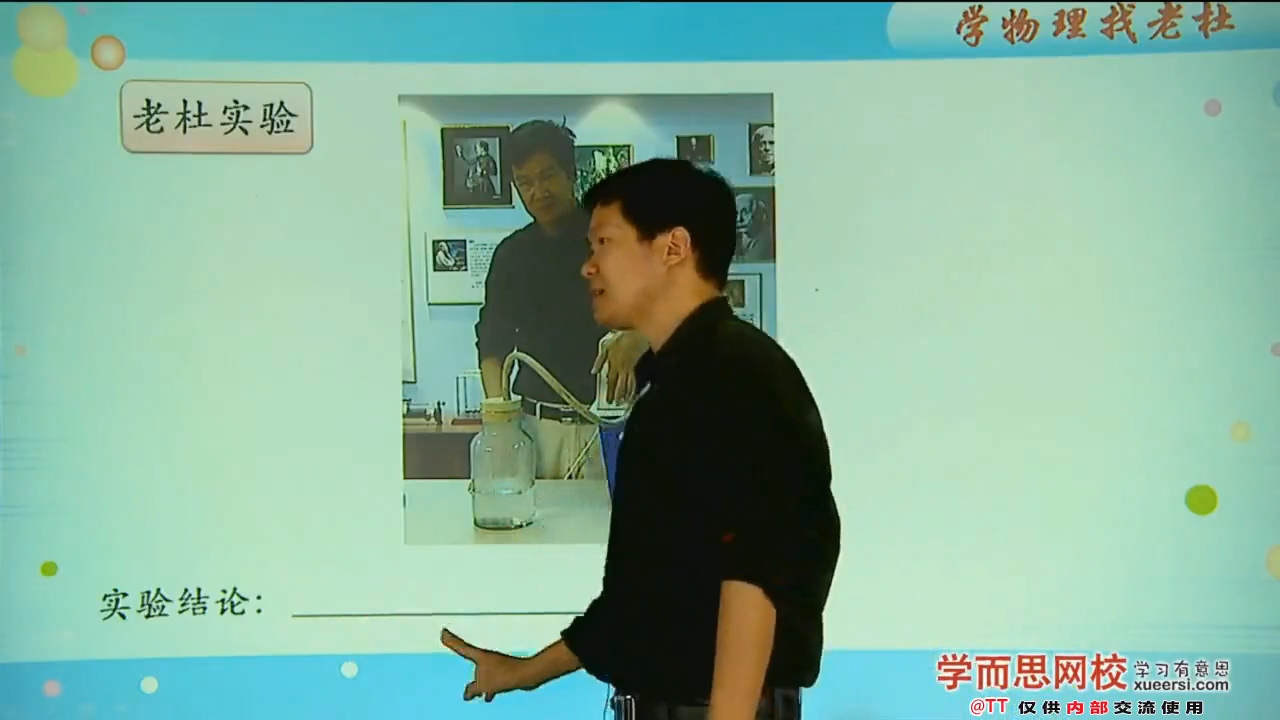 学物理找老杜
老杜实验
实验结论：
学而思网校 学习有意思
xueersi.com
@TT 仅供内部交流使用